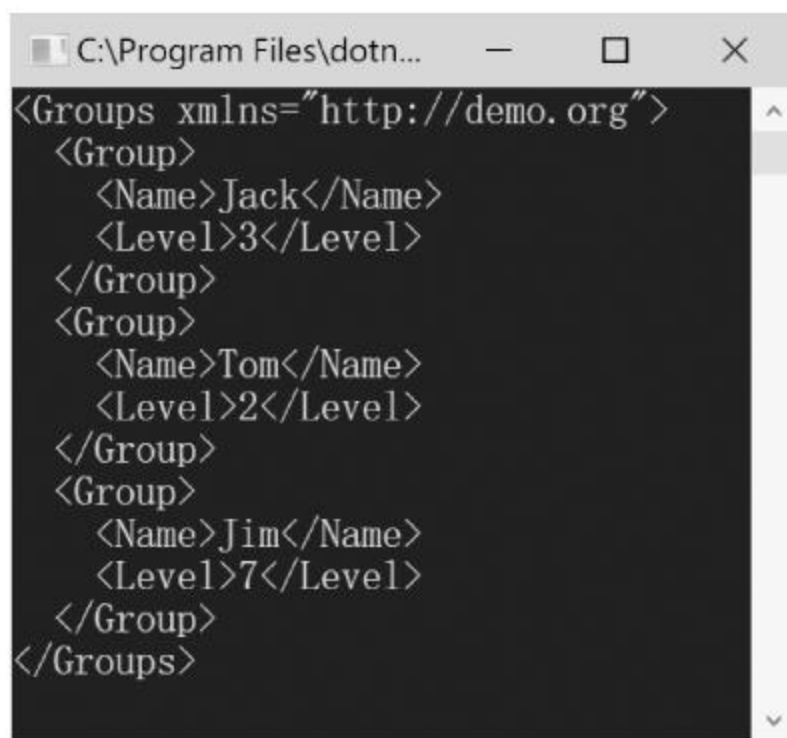 C:\Program Files\dotn...
<Groups xmlns="http://demo.org">
  <Group>
    <Name>Jack</Name>
    <Level>3</Level>
  </Group>
  <Group>
    <Name>Tom</Name>
    <Level>2</Level>
  </Group>
  <Group>
    <Name>Jim</Name>
    <Level>7</Level>
  </Group>
</Groups>